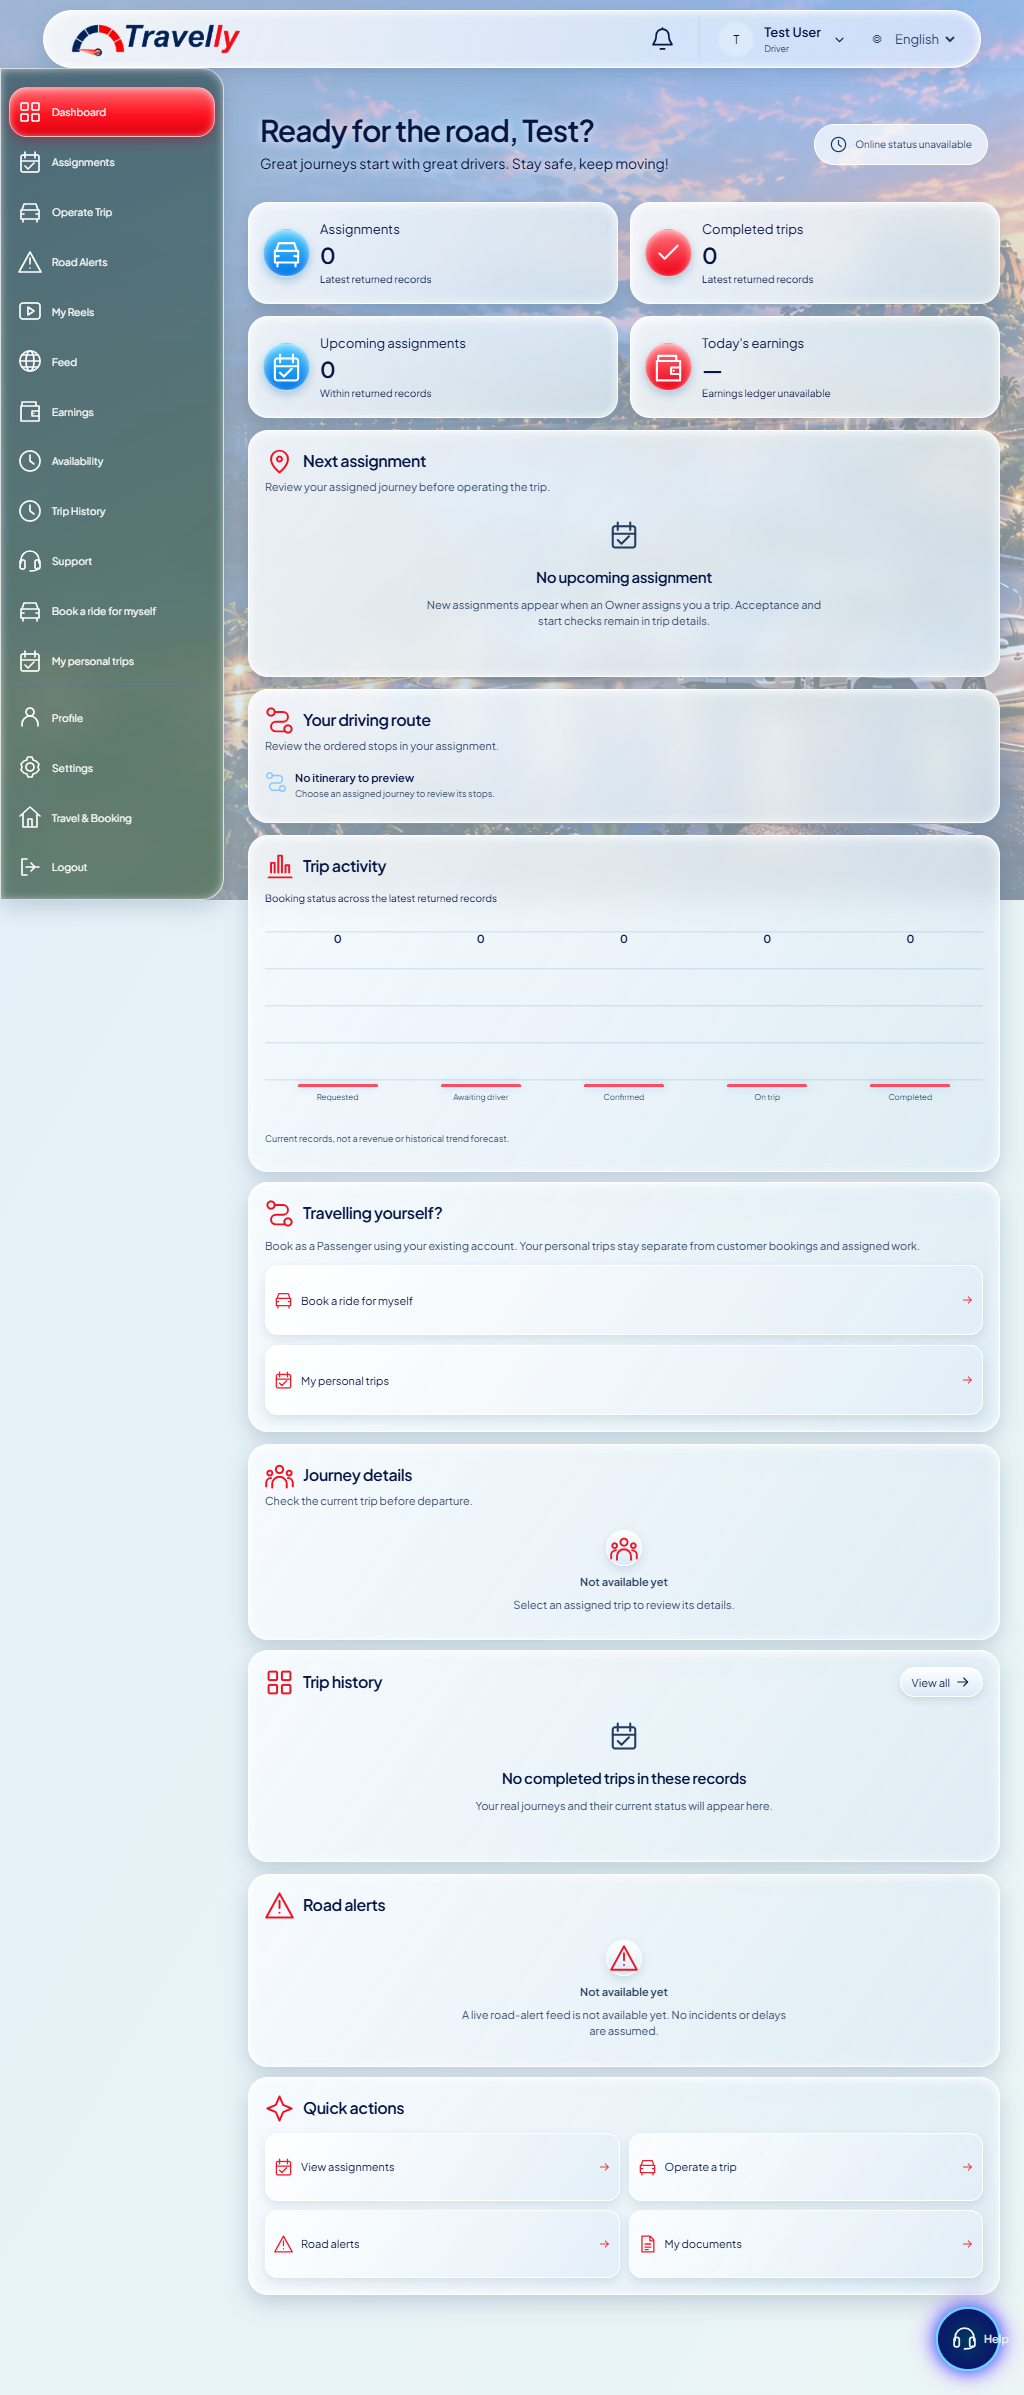 Travelly
T
Test User
Driver
English
Dashboard
Assignments
Operate Trip
Road Alerts
My Reels
Feed
Earnings
Availability
Trip History
Support
Book a ride for myself
My personal trips
Profile
Settings
Travel & Booking
Logout
Ready for the road, Test?
Great journeys start with great drivers. Stay safe, keep moving!
Online status unavailable
Assignments
0
Latest returned records
Completed trips
0
Latest returned records
Upcoming assignments
0
Within returned records
Today's earnings
—
Earnings ledger unavailable
Next assignment
Review your assigned journey before operating the trip.
No upcoming assignment
New assignments appear when an Owner assigns you a trip. Acceptance and
start checks remain in trip details.
Your driving route
Review the ordered stops in your assignment.
No itinerary to preview
Choose an assigned journey to review its stops.
Trip activity
Booking status across the latest returned records
0 0 0 0 0
Requested Awaiting driver Confirmed On trip Completed
Current records, not a revenue or historical trend forecast.
Travelling yourself?
Book as a Passenger using your existing account. Your personal trips stay separate from customer bookings and assigned work.
Book a ride for myself
My personal trips
Journey details
Check the current trip before departure.
Not available yet
Select an assigned trip to review its details.
Trip history
View all
No completed trips in these records
Your real journeys and their current status will appear here.
Road alerts
Not available yet
A live road-alert feed is not available yet. No incidents or delays
are assumed.
Quick actions
View assignments
Operate a trip
Road alerts
My documents
Help